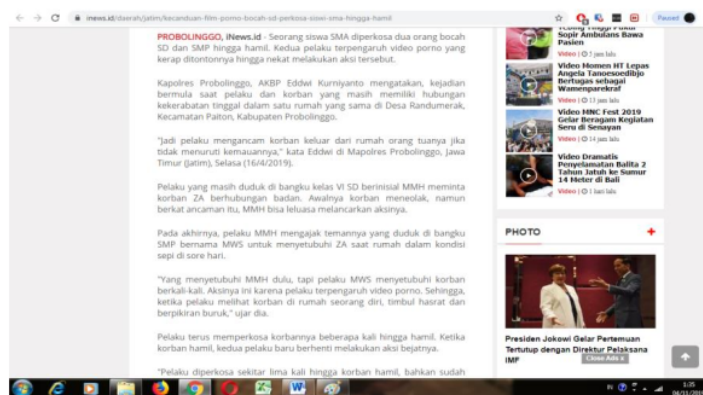 inews.id/daerah/jatim/kecanduan-film-porno-bocah-sd-perkosa-siswi-sma-hingga-hamil
Paused
PROBOLINGGO, iNews.id - Seorang siswa SMA diperkosa dua orang bocah
SD dan SMP hingga hamil. Kedua pelaku terpengaruh video porno yang
kerap ditontonnya hingga nekat melakukan aksi tersebut.
Kapolres Probolinggo, AKBP Eddwi Kurniyanto mengatakan, kejadian
bermula saat pelaku dan korban yang masih memiliki hubungan
kekerabatan tinggal dalam satu rumah yang sama di Desa Randumerak,
Kecamatan Paiton, Kabupaten Probolinggo.
"Jadi pelaku mengancam korban keluar dari rumah orang tuanya jika
tidak menuruti kemauannya," kata Eddwi di Mapolres Probolinggo, Jawa
Timur (Jatim), Selasa (16/4/2019).
Pelaku yang masih duduk di bangku kelas VI SD berinisial MMH meminta
korban ZA berhubungan badan. Awalnya korban meneolak, namun
berkat ancaman itu, MMH bisa leluasa melancarkan aksinya.
Pada akhirnya, pelaku MMH mengajak temannya yang duduk di bangku
SMP bernama MWS untuk menyetubuhi ZA saat rumah dalam kondisi
sepi di sore hari.
"Yang menyetubuhi MMH dulu, tapi pelaku MWS menyetubuhi korban
berkali-kali. Aksinya ini karena pelaku terpengaruh video porno. Sehingga,
ketika pelaku melihat korban di rumah seorang diri, timbul hasrat dan
berpikiran buruk," ujar dia.
Pelaku terus memperkosa korbannya beberapa kali hingga hamil. Ketika
korban hamil, kedua pelaku baru berhenti melakukan aksi bejatnya.
"Pelaku diperkosa sekitar lima kali hingga korban hamil, bahkan sudah
Sopir Ambulans Bawa
Pasien
Video | 5 jam lalu
Video Momen HT Lepas
Angela Tanoesoedibjo
Bertugas sebagai
Wamenparekraf
Video | 13 jam lalu
Video MNC Fest 2019
Gelar Beragam Kegiatan
Seru di Senayan
Video | 14 jam lalu
Video Dramatis
Penyelamatan Balita 2
Tahun Jatuh ke Sumur
14 Meter di Bali
Video | 1 hari lalu
PHOTO
Presiden Jokowi Gelar Pertemuan
Tertutup dengan Direktur Pelaksana
IMF
Close Ads x
IN
1:35
04/11/2019